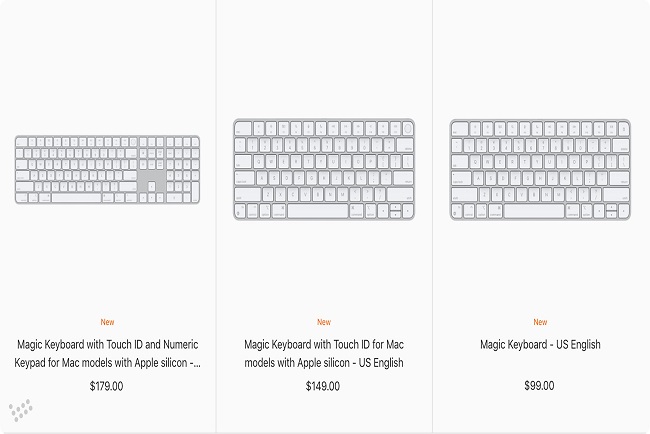 New
Magic Keyboard with Touch ID and Numeric
Keypad for Mac models with Apple silicon -...
$179.00
New
Magic Keyboard with Touch ID for Mac
models with Apple silicon - US English
$149.00
New
Magic Keyboard - US English
$99.00